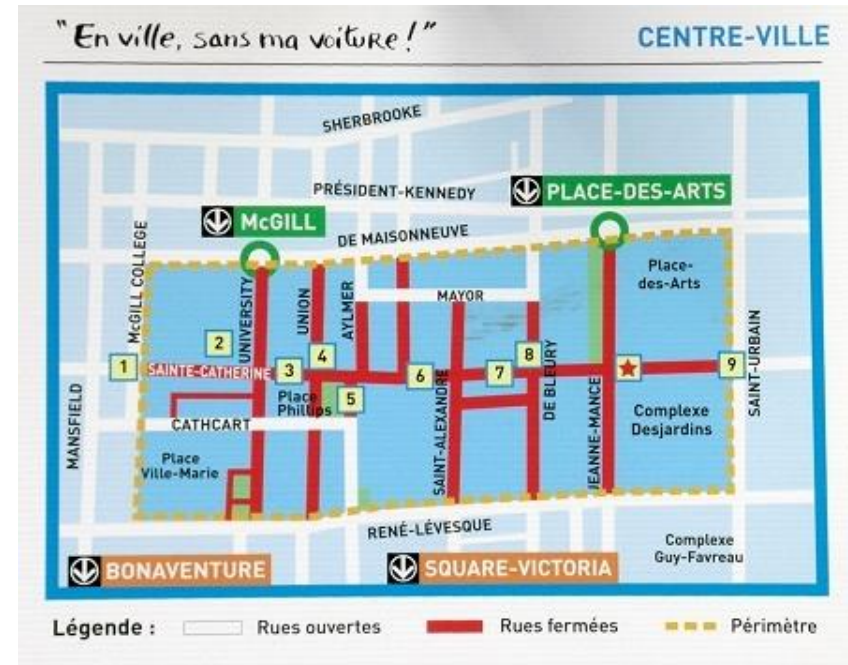 "En ville, sans ma voiture!"
CENTRE-VILLE
SHERBROOKE
PRÉSIDENT-KENNEDY
PLACE-DES-ARTS
McGILL
DE MAISONNEUVE
McGILL COLLEGE
UNIVERSITY
UNION
AYLMER
MAYOR
Place-
des-Arts
1
2
SAINTE-CATHERINE
3
4
5
6
7
8
9
MANSFIELD
Place
Phillips
CATHCART
SAINT-ALEXANDRE
DE BLEURY
JEANNE-MANCE
Complexe
Desjardins
SAINT-URBAIN
Place
Ville-Marie
RENÉ-LÉVESQUE
Complexe
Guy-Favreau
BONAVENTURE
SQUARE-VICTORIA
Légende :
Rues ouvertes
Rues fermées
Périmètre